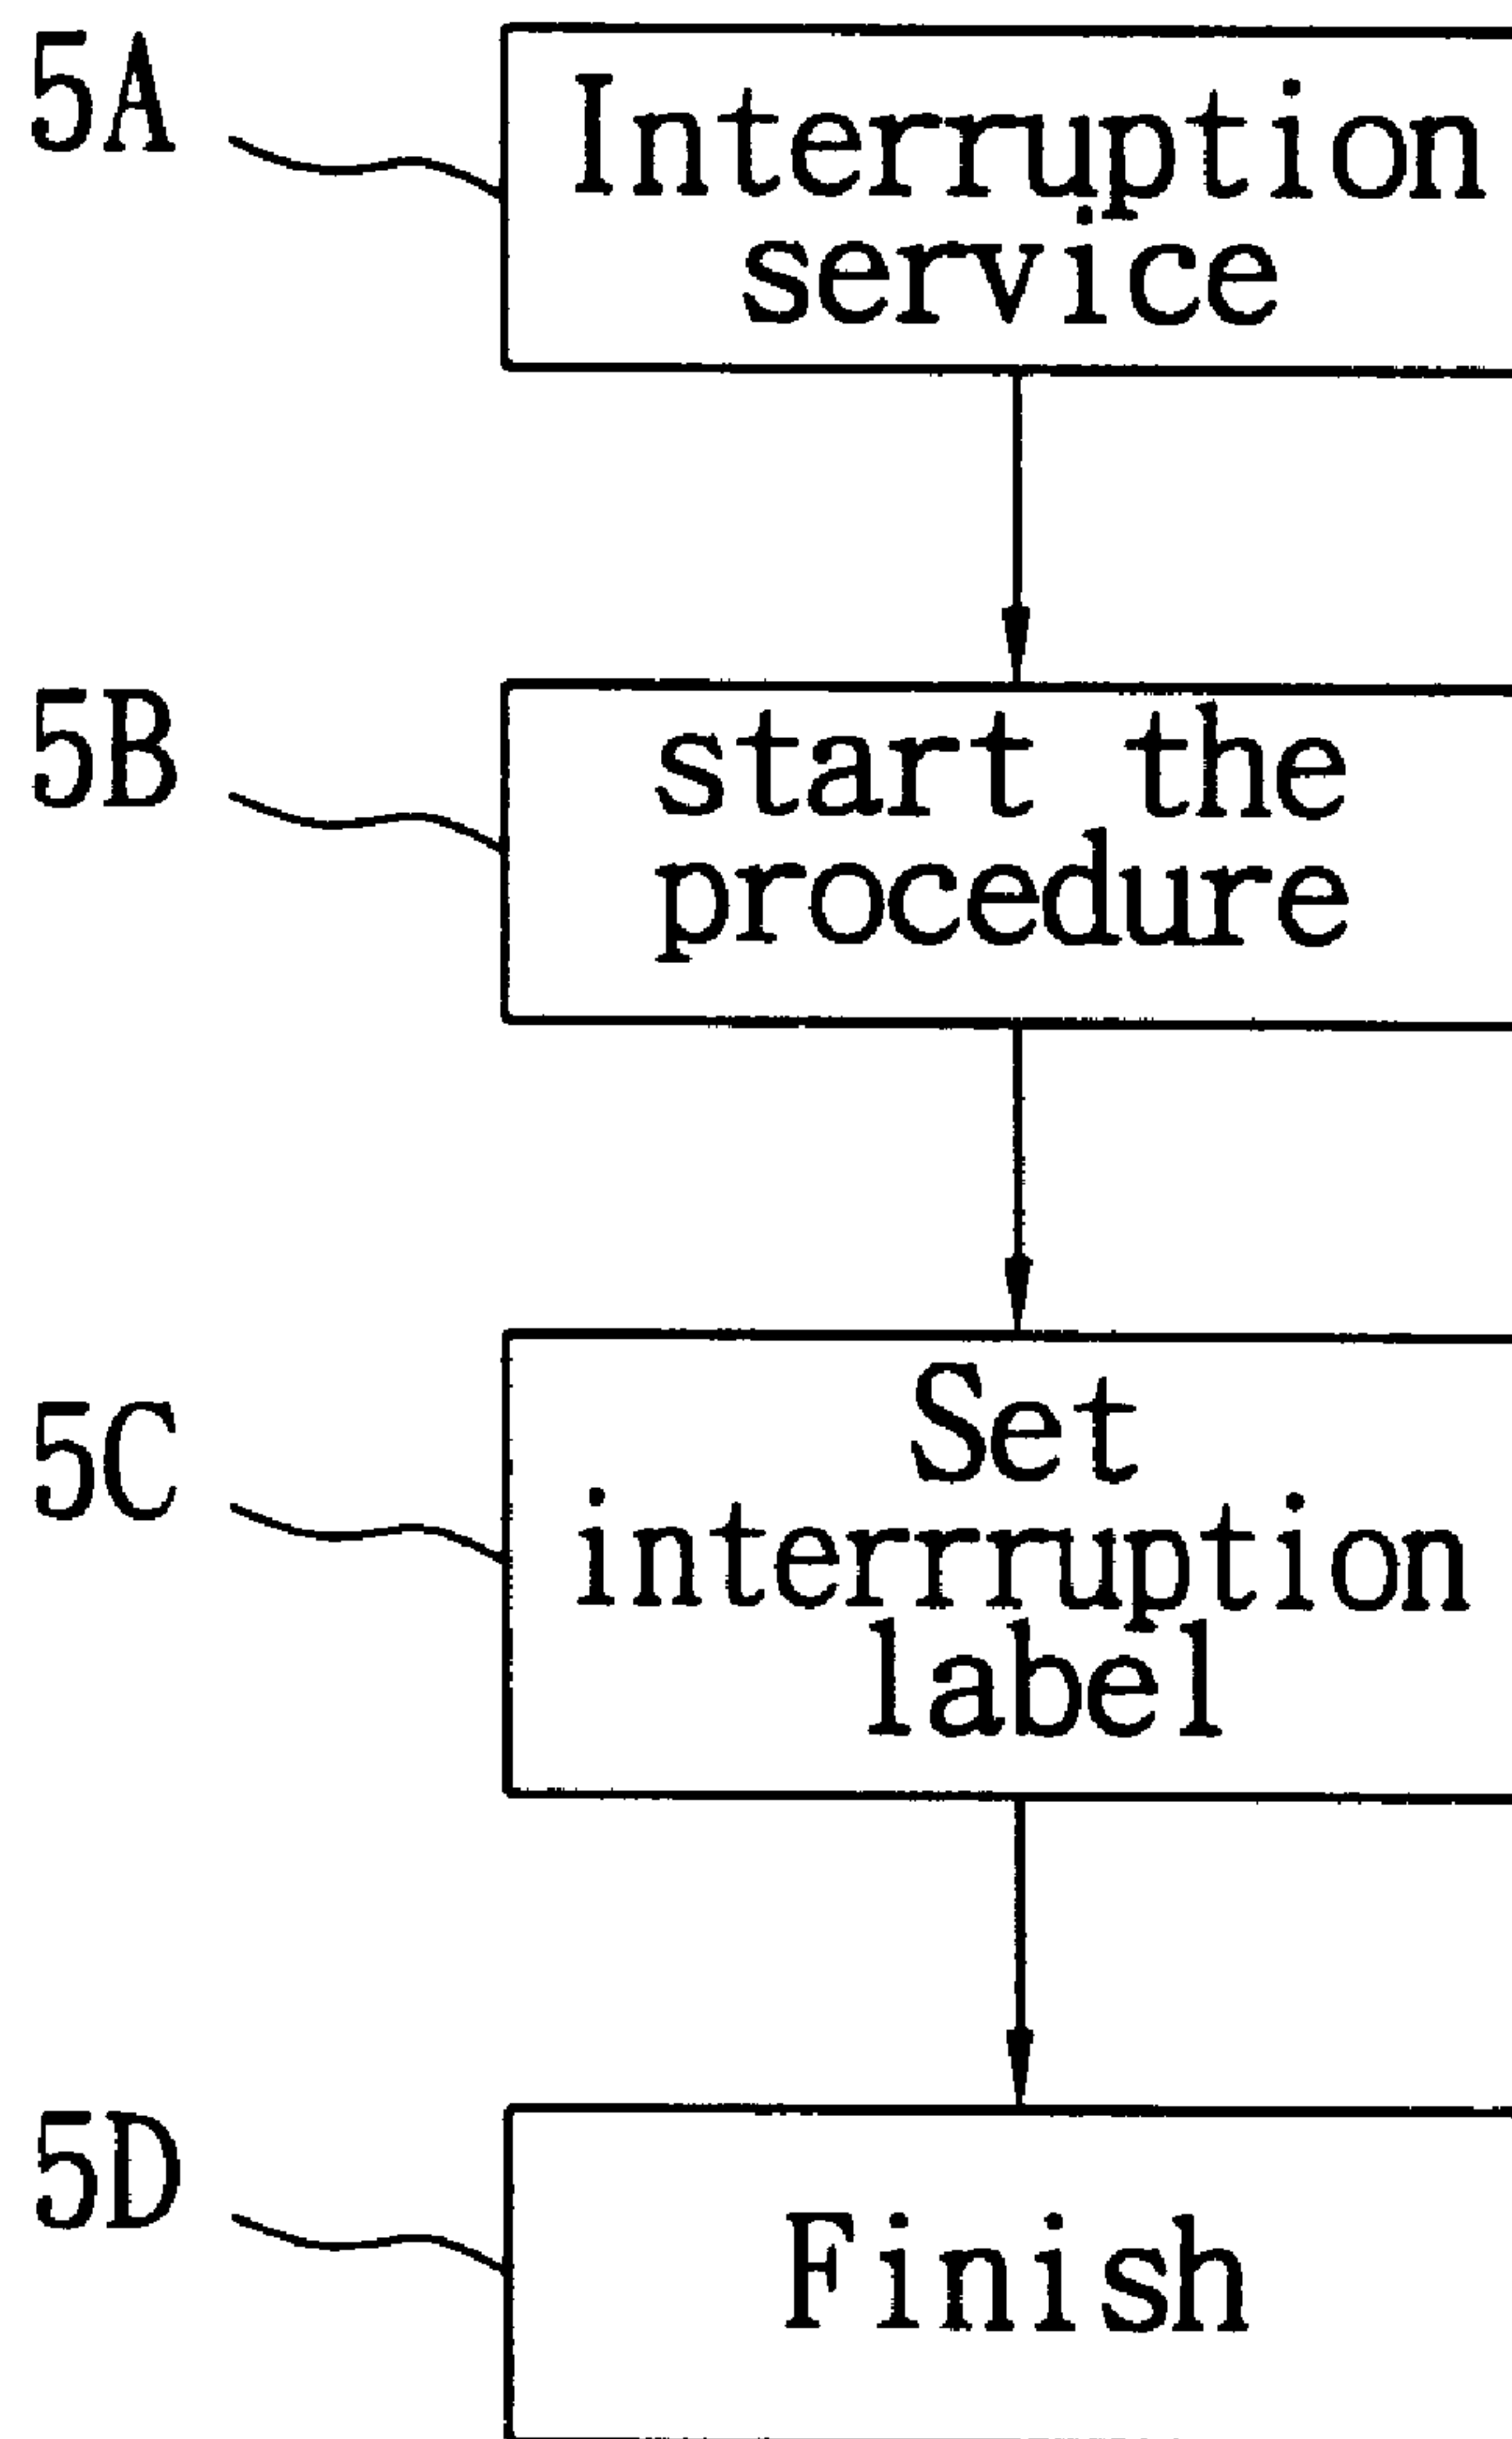 5A
Interruption
service
5B
start the
procedure
5C
Set
interrruption
label
5D
Finish